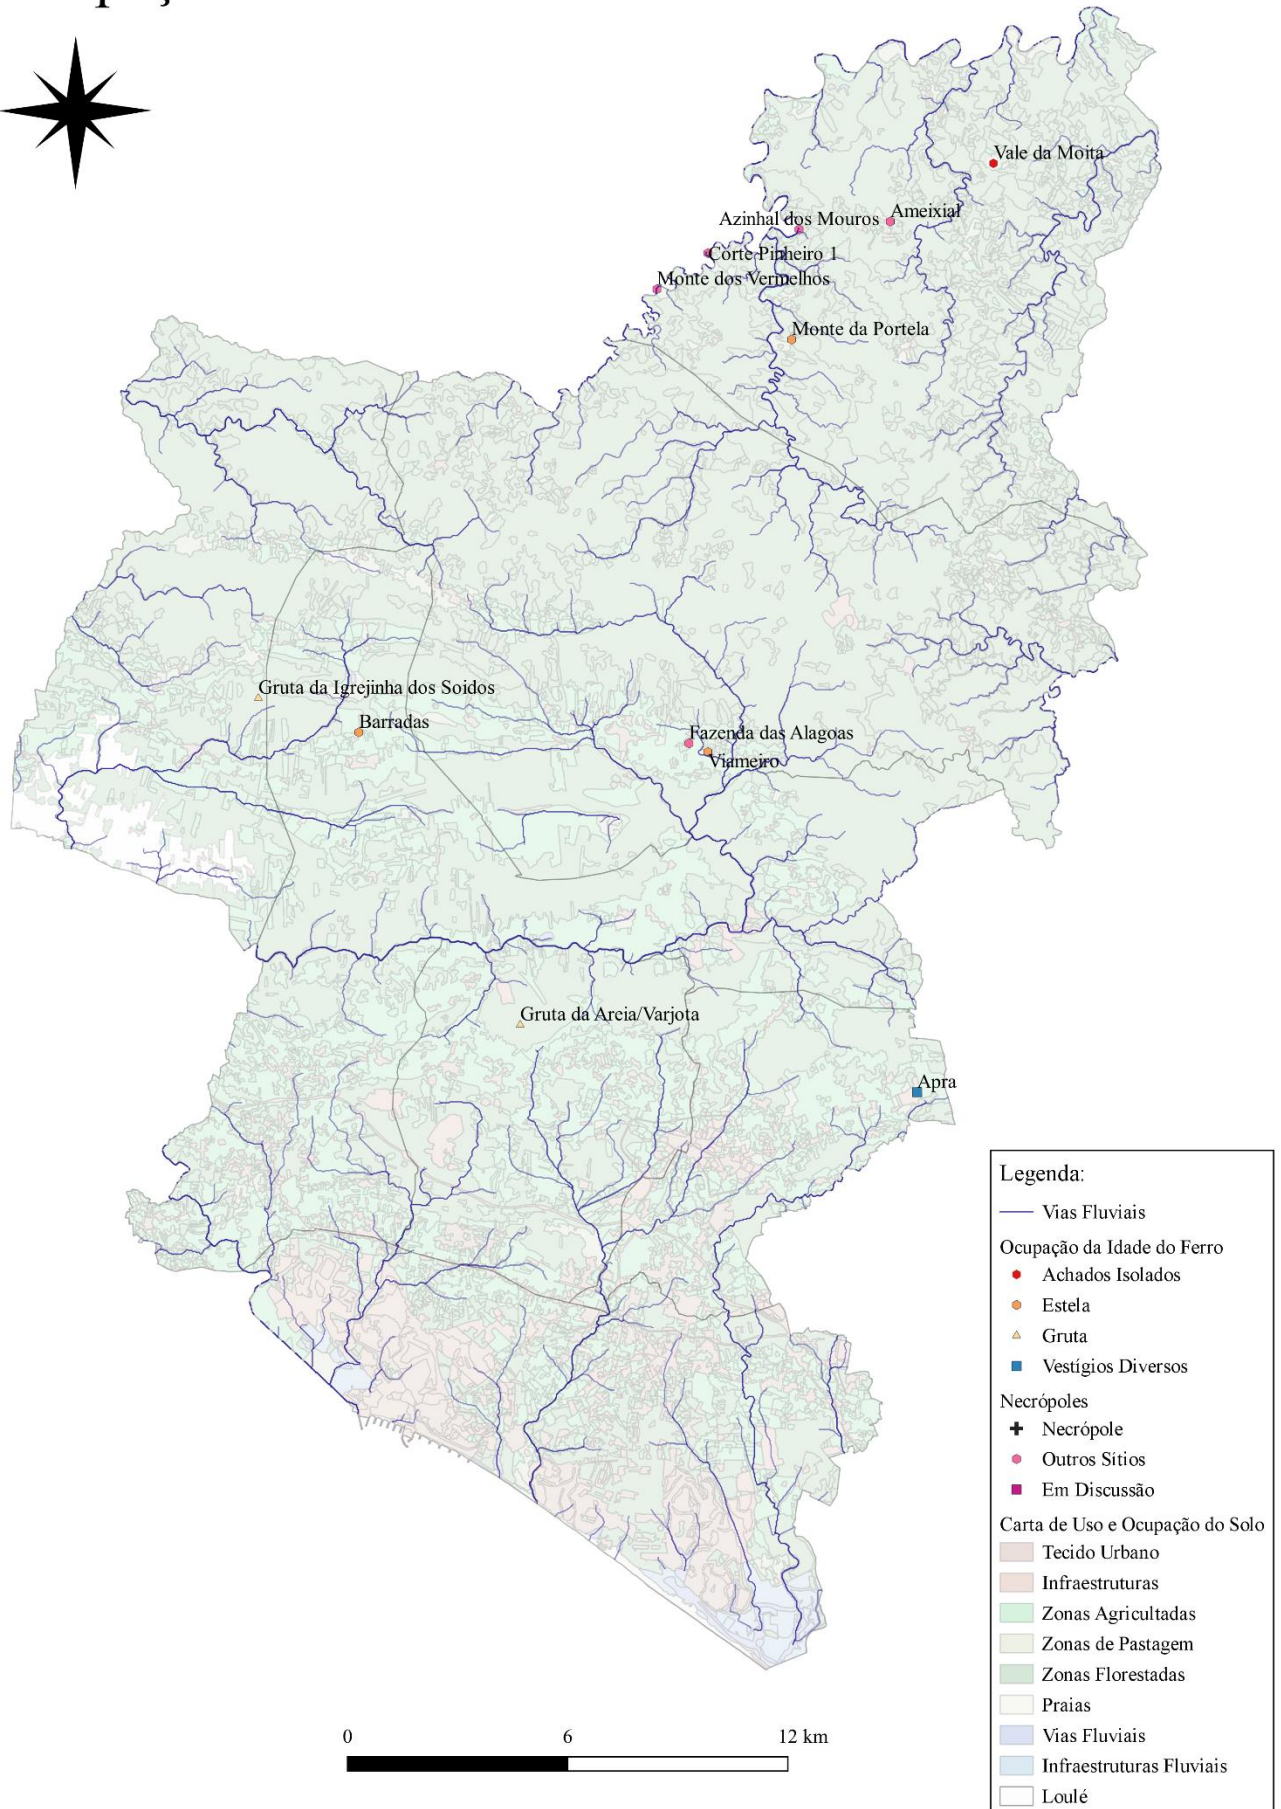 Vale da Moita
Ameixial
Azinhal dos Mouros
Corte Pinheiro 1
Monte dos Vermelhos
Monte da Portela
Gruta da Igrejinha dos Soidos
Barradas
Fazenda das Alagoas
Viameiro
Gruta da Areia/Varjota
Apra
Legenda:
Vias Fluviais
Ocupação da Idade do Ferro
Achados Isolados
Estela
Gruta
Vestígios Diversos
Necrópoles
Necrópole
Outros Sítios
Em Discussão
Carta de Uso e Ocupação do Solo
Tecido Urbano
Infraestruturas
Zonas Agricultadas
Zonas de Pastagem
Zonas Florestadas
Praias
Vias Fluviais
Infraestruturas Fluviais
Loulé
0 6 12 km